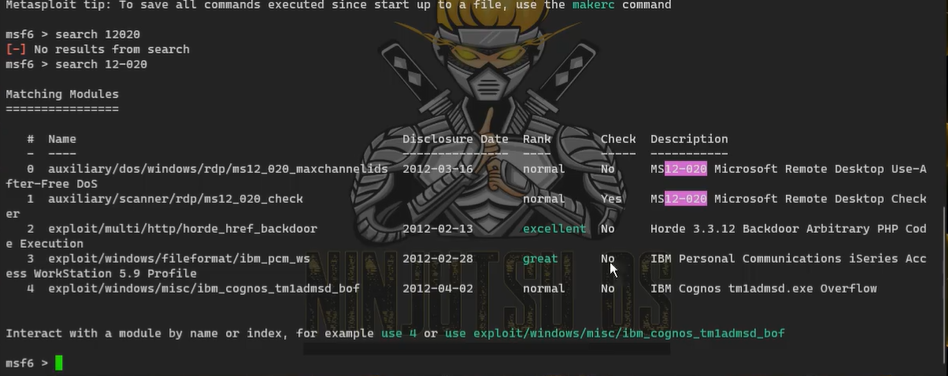 Metasploit tip: To save all commands executed since start up to a file, use the makerc command
msf6 > search 12020
[-] No results from search
msf6 > search 12-020
Matching Modules
================
#  Name  Disclosure Date  Rank  Check  Description
-  ----  ---------------  ----  -----  -----------
0  auxiliary/dos/windows/rdp/ms12_020_maxchannelids  2012-03-16  normal  No  MS12-020 Microsoft Remote Desktop Use-A
fter-Free DoS
1  auxiliary/scanner/rdp/ms12_020_check  normal  Yes  MS12-020 Microsoft Remote Desktop Check
er
2  exploit/multi/http/horde_href_backdoor  2012-02-13  excellent  No  Horde 3.3.12 Backdoor Arbitrary PHP Cod
e Execution
3  exploit/windows/fileformat/ibm_pcm_ws  2012-02-28  great  No  IBM Personal Communications iSeries Acc
ess WorkStation 5.9 Profile
4  exploit/windows/misc/ibm_cognos_tm1admsd_bof  2012-04-02  normal  No  IBM Cognos tm1admsd.exe Overflow
NINJUTSU OS
Interact with a module by name or index, for example use 4 or use exploit/windows/misc/ibm_cognos_tm1admsd_bof
msf6 >